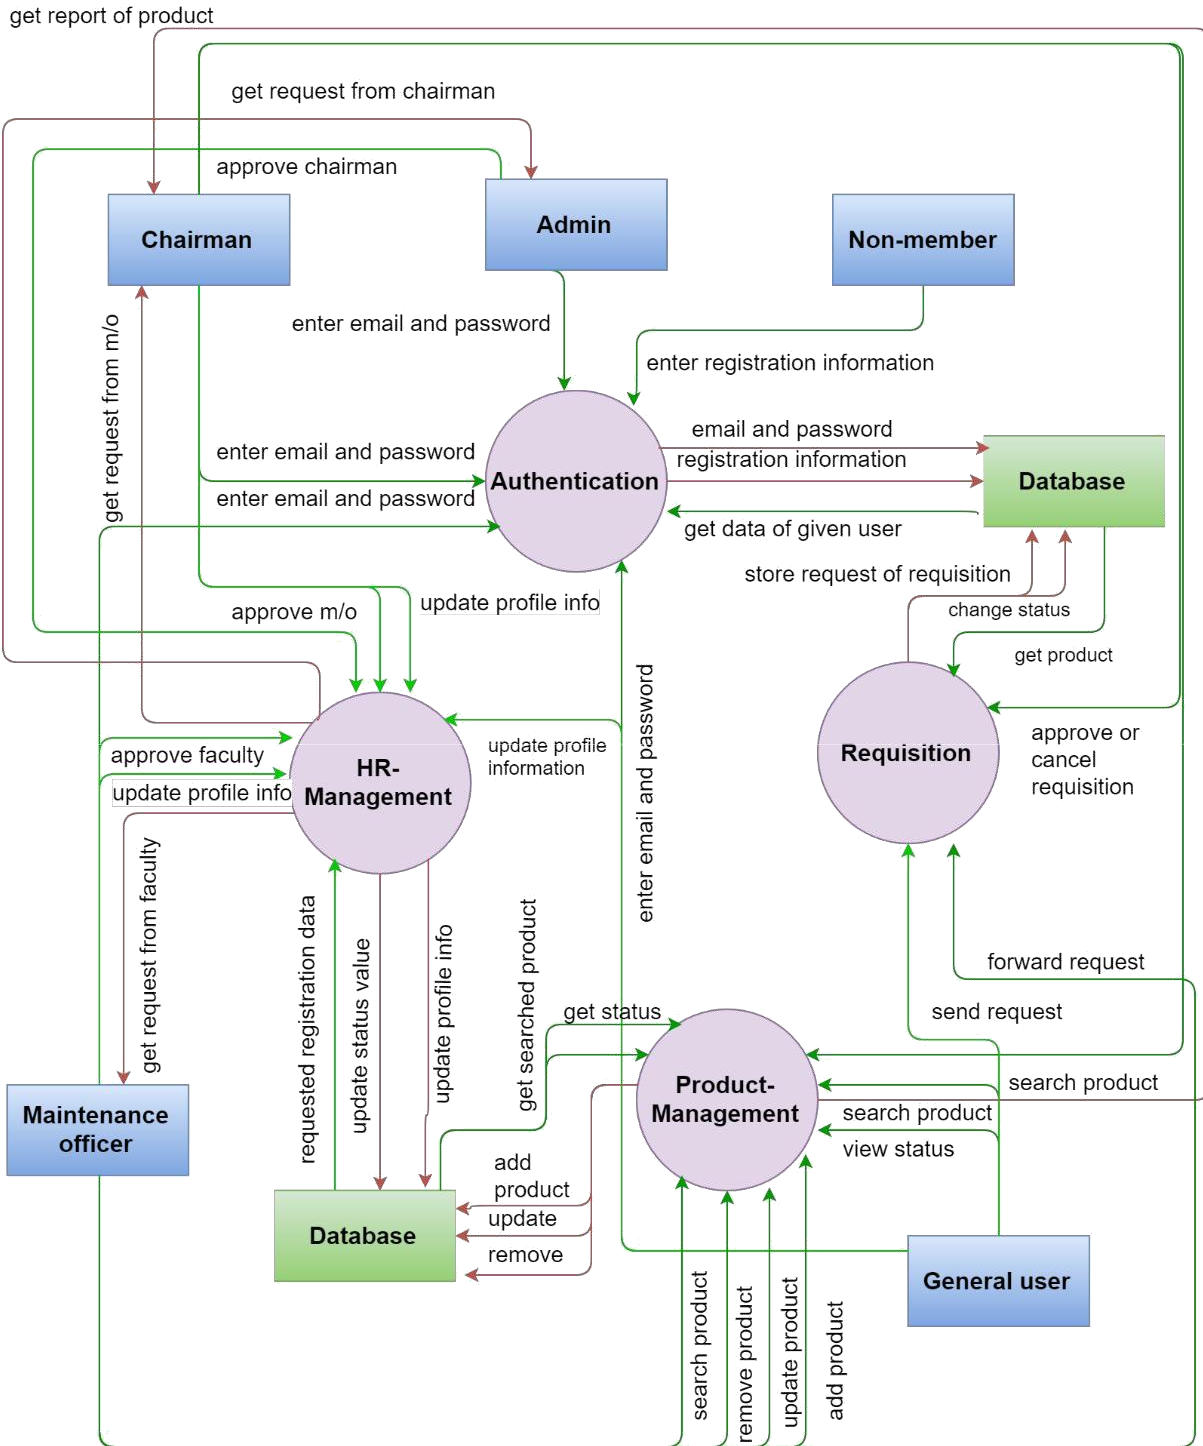 get report of product
get request from chairman
approve chairman
Chairman
Admin
Non-member
enter email and password
enter registration information
get request from m/o
enter email and password
enter email and password
Authentication
email and password
registration information
get data of given user
Database
store request of requisition
change status
get product
approve m/o
update profile info
enter email and password
Requisition
approve or
cancel
requisition
approve faculty
update profile info
HR-
Management
update profile
information
get request from faculty
requested registration data
update status value
update profile info
get searched product
get status
forward request
send request
Product-
Management
search product
search product
view status
Maintenance
officer
add
product
update
remove
Database
General user
search product
remove product
update product
add product